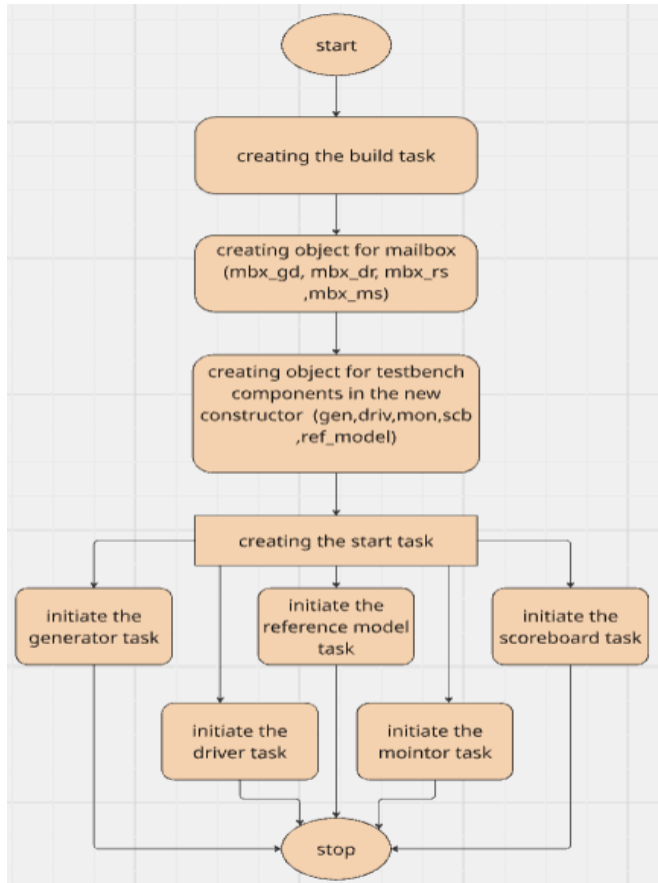 start
creating the build task
creating object for mailbox
(mbx_gd, mbx_dr, mbx_rs
,mbx_ms)
creating object for testbench
components in the new
constructor (gen,driv,mon,scb
,ref_model)
creating the start task
initiate the
generator task
initiate the
reference model
task
initiate the
scoreboard task
initiate the
driver task
initiate the
mointor task
stop